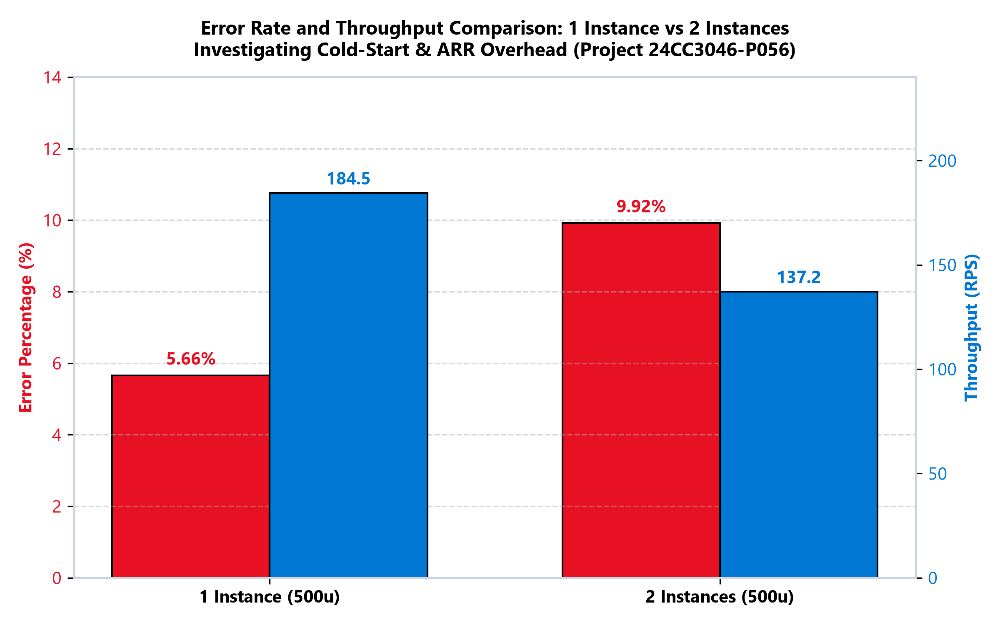 Error Rate and Throughput Comparison: 1 Instance vs 2 Instances
Investigating Cold-Start & ARR Overhead (Project 24CC3046-P056)
Error Percentage (%)
14
12
10
8
6
4
2
0
184.5
9.92%
137.2
5.66%
200
150
100
50
0
Throughput (RPS)
1 Instance (500u)
2 Instances (500u)